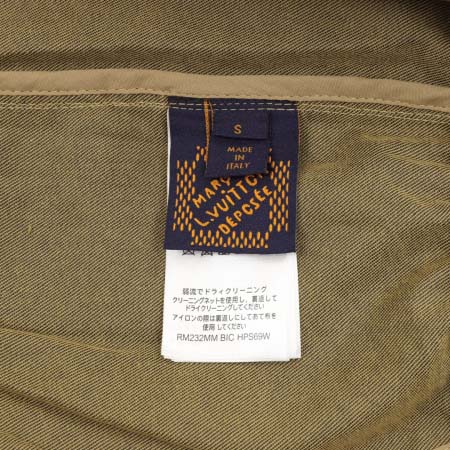 S
MADE
IN
ITALY
L.VUITTON
DÉPOSÉE
弱流でドライクリーニング
クリーニングネットを使用し、裏返して
ドライクリーニングしてください
アイロンの際は裏返しにしてあて布を
使用してください
RM232MM BIC HPS69W